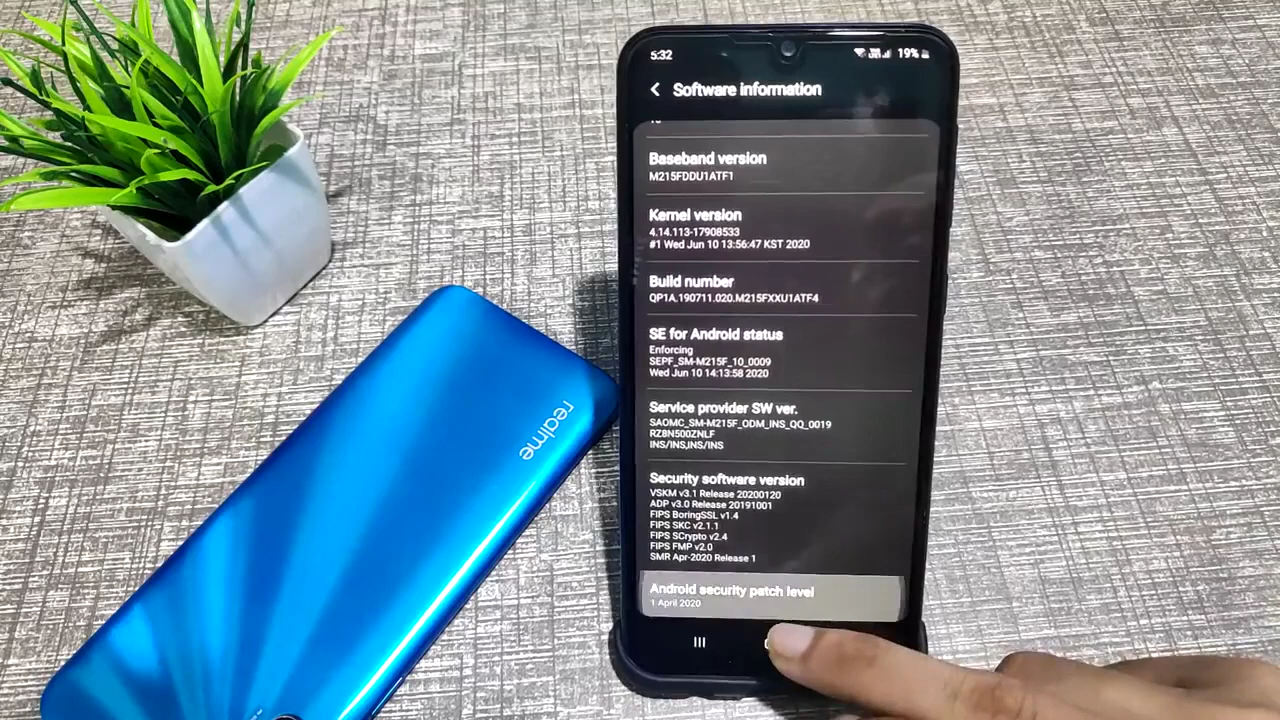 5:32
19%
Software information
Baseband version
M215FDDU1ATF1
Kernel version
4.14.113-17908533
#1 Wed Jun 10 13:56:47 KST 2020
Build number
QP1A.190711.020.M215FXXU1ATF4
SE for Android status
Enforcing
SEPF_SM-M215F_10_0009
Wed Jun 10 14:13:58 2020
Service provider SW ver.
SAOMC_SM-M215F_ODM_INS_QQ_0019
RZ8N500ZNLF
INS/INS,INS/INS
Security software version
VSKM v3.1 Release 20200120
ADP v3.0 Release 20191001
FIPS BoringSSL v1.4
FIPS SKC v2.1.1
FIPS SCrypto v2.4
FIPS FMP v2.0
SMR Apr-2020 Release 1
Android security patch level
1 April 2020
realme